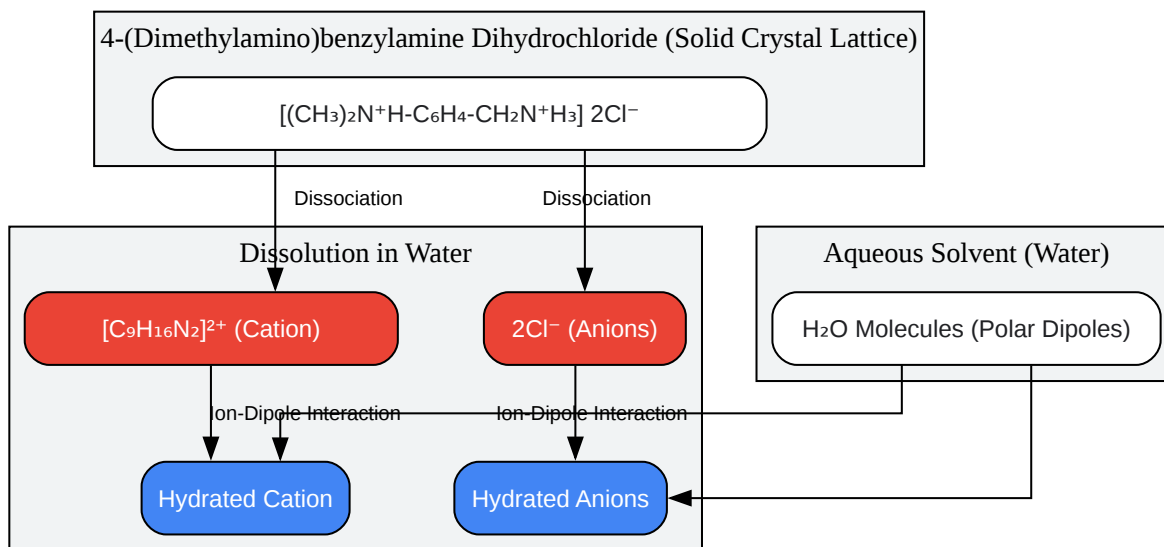 4-(Dimethylamino)benzylamine Dihydrochloride (Solid Crystal Lattice)
[(CH₃)₂N⁺H-C₆H₄-CH₂N⁺H₃] 2Cl⁻
Dissociation
Dissociation
Dissolution in Water
Aqueous Solvent (Water)
[C₉H₁₆N₂]²⁺ (Cation)
2Cl⁻ (Anions)
H₂O Molecules (Polar Dipoles)
Ion-Dipole Interaction
Ion-Dipole Interaction
Hydrated Cation
Hydrated Anions